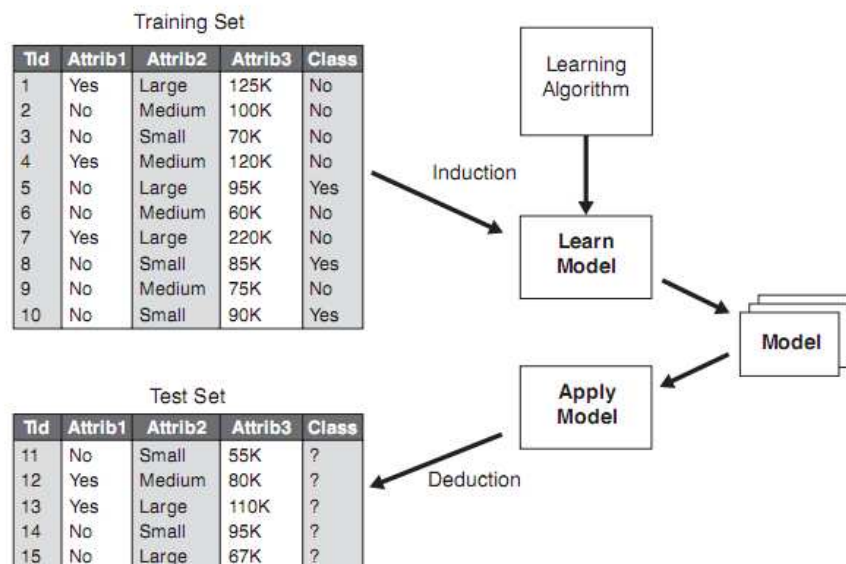 Training Set
Tid Attrib1 Attrib2 Attrib3 Class
1 Yes Large 125K No
2 No Medium 100K No
3 No Small 70K No
4 Yes Medium 120K No
5 No Large 95K Yes
6 No Medium 60K No
7 Yes Large 220K No
8 No Small 85K Yes
9 No Medium 75K No
10 No Small 90K Yes
Learning
Algorithm
Induction
Learn
Model
Model
Apply
Model
Deduction
Test Set
Tid Attrib1 Attrib2 Attrib3 Class
11 No Small 55K ?
12 Yes Medium 80K ?
13 Yes Large 110K ?
14 No Small 95K ?
15 No Large 67K ?